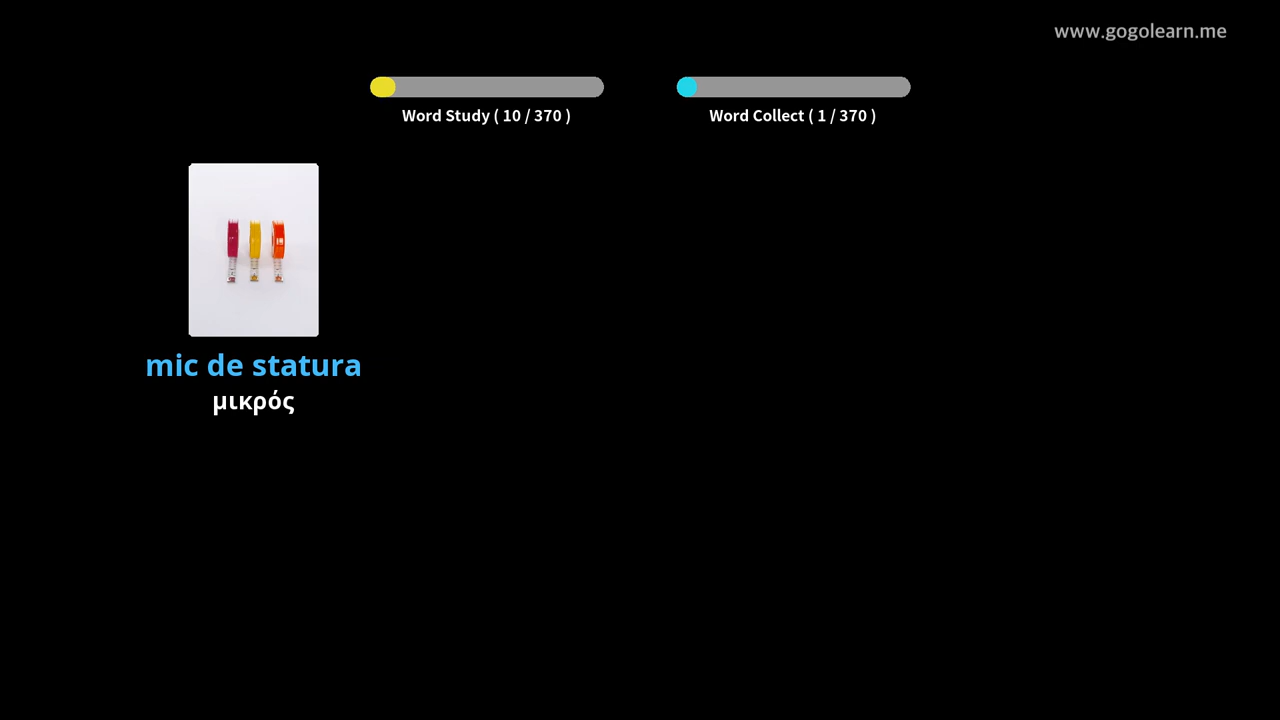 www.gogolearn.me
Word Study ( 10 / 370 )
Word Collect ( 1 / 370 )
mic de statura
μικρός